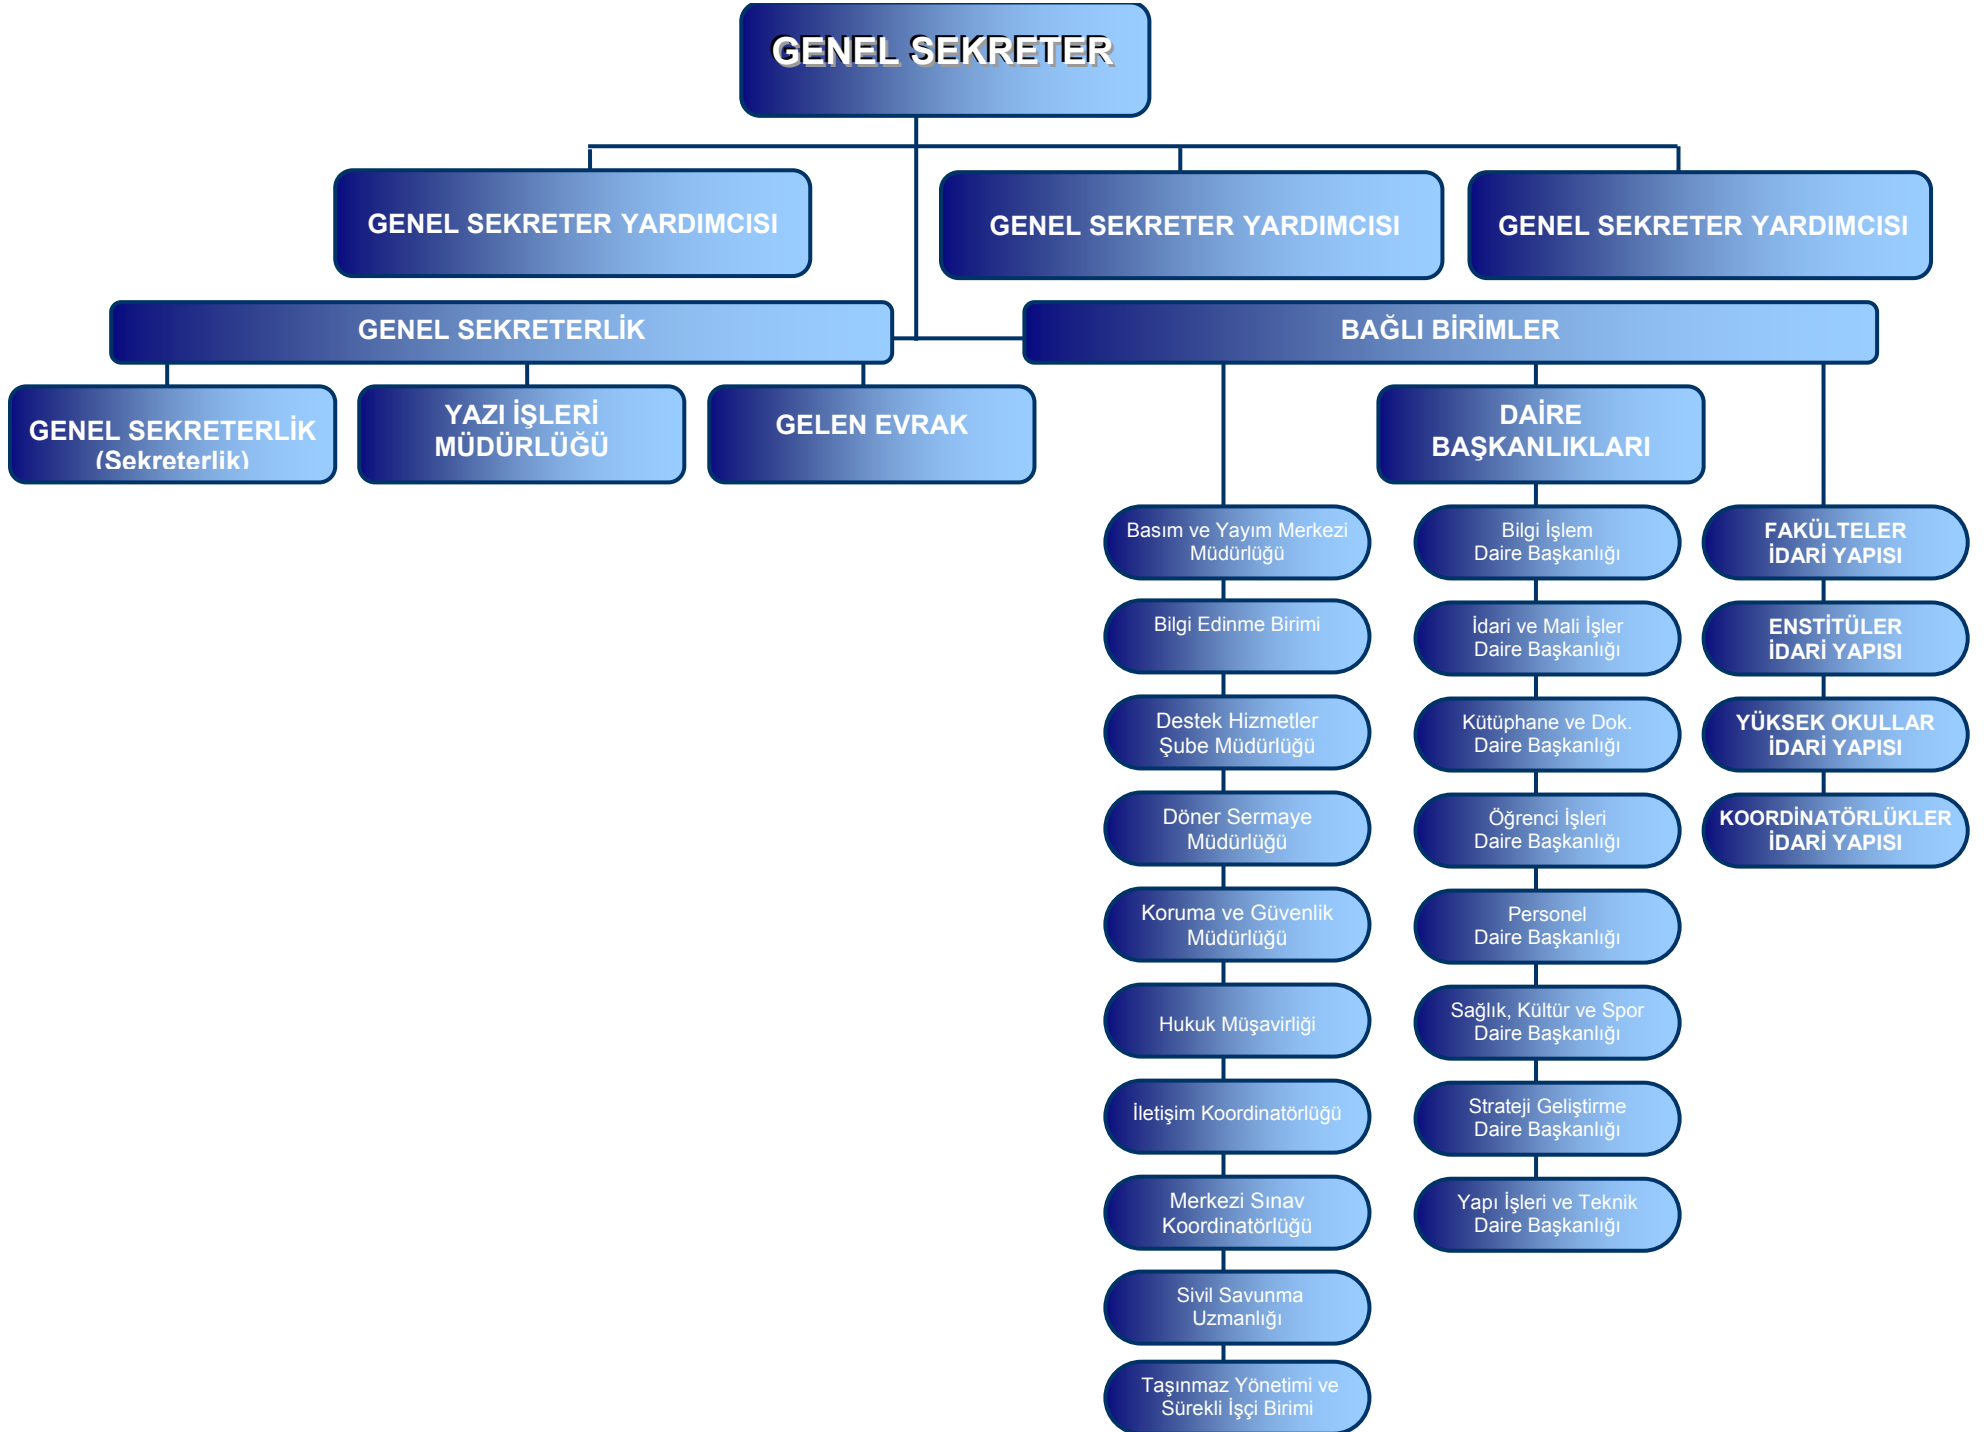 GENEL SEKRETER
GENEL SEKRETER YARDIMCISI
GENEL SEKRETER YARDIMCISI
GENEL SEKRETER YARDIMCISI
GENEL SEKRETERLİK
BAĞLI BİRİMLER
GENEL SEKRETERLİK
(Sekreterlik)
YAZI İŞLERİ
MÜDÜRLÜĞÜ
GELEN EVRAK
DAİRE
BAŞKANLIKLARI
Basım ve Yayım Merkezi
Müdürlüğü
Bilgi Edinme Birimi
Destek Hizmetler
Şube Müdürlüğü
Döner Sermaye
Müdürlüğü
Koruma ve Güvenlik
Müdürlüğü
Hukuk Müşavirliği
İletişim Koordinatörlüğü
Merkezi Sınav
Koordinatörlüğü
Sivil Savunma
Uzmanlığı
Taşınmaz Yönetimi ve
Sürekli İşçi Birimi
Bilgi İşlem
Daire Başkanlığı
İdari ve Mali İşler
Daire Başkanlığı
Kütüphane ve Dok.
Daire Başkanlığı
Öğrenci İşleri
Daire Başkanlığı
Personel
Daire Başkanlığı
Sağlık, Kültür ve Spor
Daire Başkanlığı
Strateji Geliştirme
Daire Başkanlığı
Yapı İşleri ve Teknik
Daire Başkanlığı
FAKÜLTELER
İDARİ YAPISI
ENSTİTÜLER
İDARİ YAPISI
YÜKSEK OKULLAR
İDARİ YAPISI
KOORDİNATÖRLÜKLER
İDARİ YAPISI